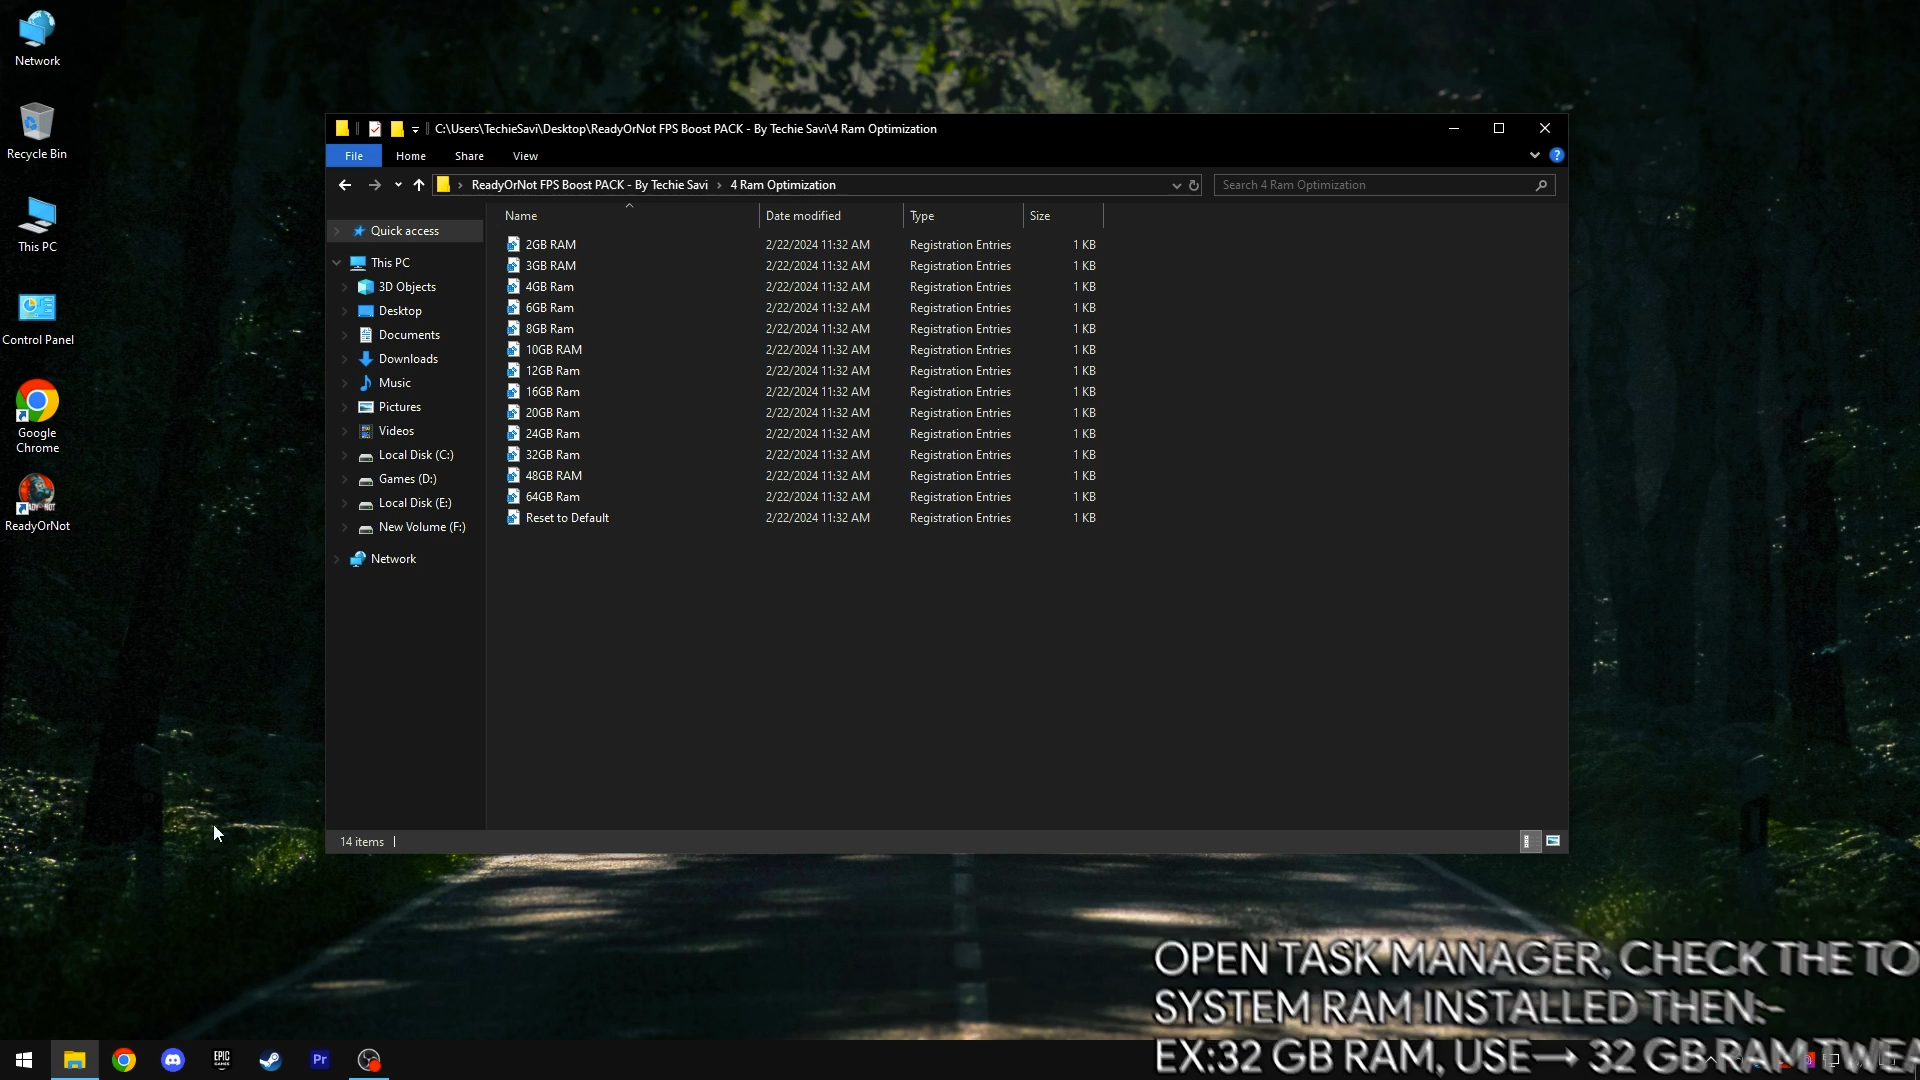 Network
Recycle Bin
This PC
Control Panel
Google
Chrome
ReadyOrNot
C:\Users\TechieSavi\Desktop\ReadyOrNot FPS Boost PACK - By Techie Savi\4 Ram Optimization
File Home Share View
ReadyOrNot FPS Boost PACK - By Techie Savi > 4 Ram Optimization
Search 4 Ram Optimization
Quick access
This PC
3D Objects
Desktop
Documents
Downloads
Music
Pictures
Videos
Local Disk (C:)
Games (D:)
Local Disk (E:)
New Volume (F:)
Network
Name Date modified Type Size
2GB RAM 2/22/2024 11:32 AM Registration Entries 1 KB
3GB RAM 2/22/2024 11:32 AM Registration Entries 1 KB
4GB Ram 2/22/2024 11:32 AM Registration Entries 1 KB
6GB Ram 2/22/2024 11:32 AM Registration Entries 1 KB
8GB Ram 2/22/2024 11:32 AM Registration Entries 1 KB
10GB RAM 2/22/2024 11:32 AM Registration Entries 1 KB
12GB Ram 2/22/2024 11:32 AM Registration Entries 1 KB
16GB Ram 2/22/2024 11:32 AM Registration Entries 1 KB
20GB Ram 2/22/2024 11:32 AM Registration Entries 1 KB
24GB Ram 2/22/2024 11:32 AM Registration Entries 1 KB
32GB Ram 2/22/2024 11:32 AM Registration Entries 1 KB
48GB RAM 2/22/2024 11:32 AM Registration Entries 1 KB
64GB Ram 2/22/2024 11:32 AM Registration Entries 1 KB
Reset to Default 2/22/2024 11:32 AM Registration Entries 1 KB
14 items
OPEN TASK MANAGER, CHECK THE
SYSTEM RAM INSTALLED THEN:-
EX:32 GB RAM, USE→ 32 GB RAM
EPIC
GAMES
Pr